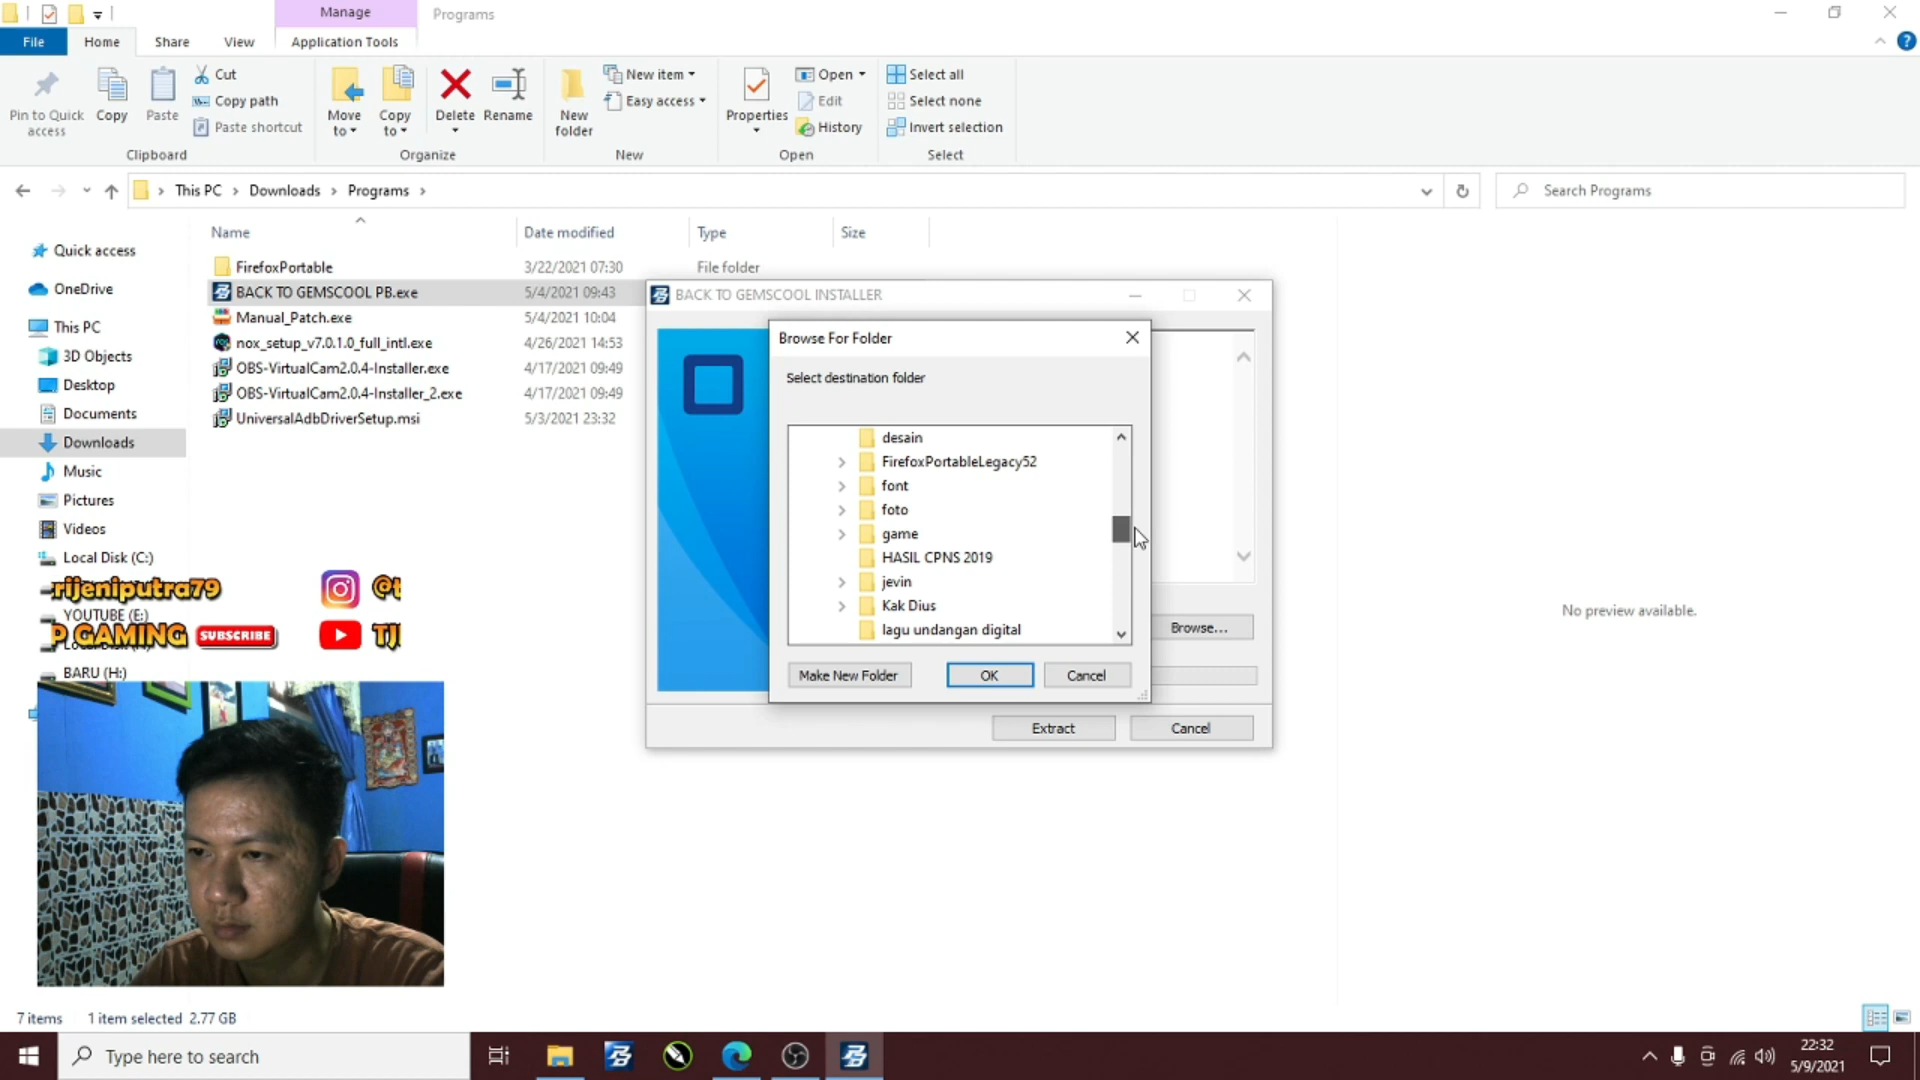 Manage
Programs
File
Home
Share
View
Application Tools
Pin to Quick access
Copy
Paste
Cut
Copy path
Paste shortcut
Clipboard
Move to
Copy to
Delete
Rename
Organize
New folder
New item
Easy access
New
Properties
Open
Edit
History
Open
Select all
Select none
Invert selection
Select
This PC > Downloads > Programs >
Search Programs
Name
Date modified
Type
Size
Quick access
OneDrive
This PC
3D Objects
Desktop
Documents
Downloads
Music
Pictures
Videos
Local Disk (C:)
YOUTUBE (E:)
BARU (H:)
FirefoxPortable 3/22/2021 07:30 File folder
BACK TO GEMSCOOL PB.exe 5/4/2021 09:43
Manual_Patch.exe 5/4/2021 10:04
nox_setup_v7.0.1.0_full_intl.exe 4/26/2021 14:53
OBS-VirtualCam2.0.4-Installer.exe 4/17/2021 09:49
OBS-VirtualCam2.0.4-Installer_2.exe 4/17/2021 09:49
UniversalAdbDriverSetup.msi 5/3/2021 23:32
BACK TO GEMSCOOL INSTALLER
Browse For Folder
Select destination folder
desain
FirefoxPortableLegacy52
font
foto
game
HASIL CPNS 2019
jevin
Kak Dius
lagu undangan digital
Make New Folder
OK
Cancel
Browse...
Extract
Cancel
No preview available.
rijeniputra79
@t
P GAMING SUBSCRIBE
TJ
7 items 1 item selected 2.77 GB
Type here to search
22:32
5/9/2021